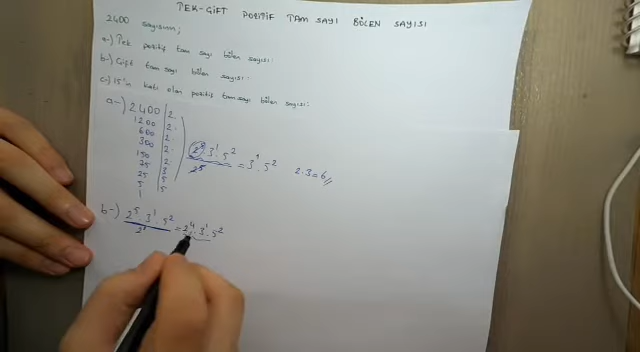 TEK-ÇİFT POZİTİF TAM SAYI BÖLEN SAYISI
2400 sayısının;
a-) Tek pozitif tam sayı bölen sayısı:
b-) Çift tam sayı bölen sayısı:
c-) 15'in katı olan pozitif tamsayı bölen sayısı:
a-) 2400 | 2
1200 | 2
600 | 2
300 | 2
150 | 2
75 | 3
25 | 5
5 | 5
1
2⁵ · 3¹ · 5² / 2⁵ = 3¹ · 5² 2·3=6//
b-) 2⁵ · 3¹ · 5² / 2¹ = 2⁴ · 3¹ · 5²